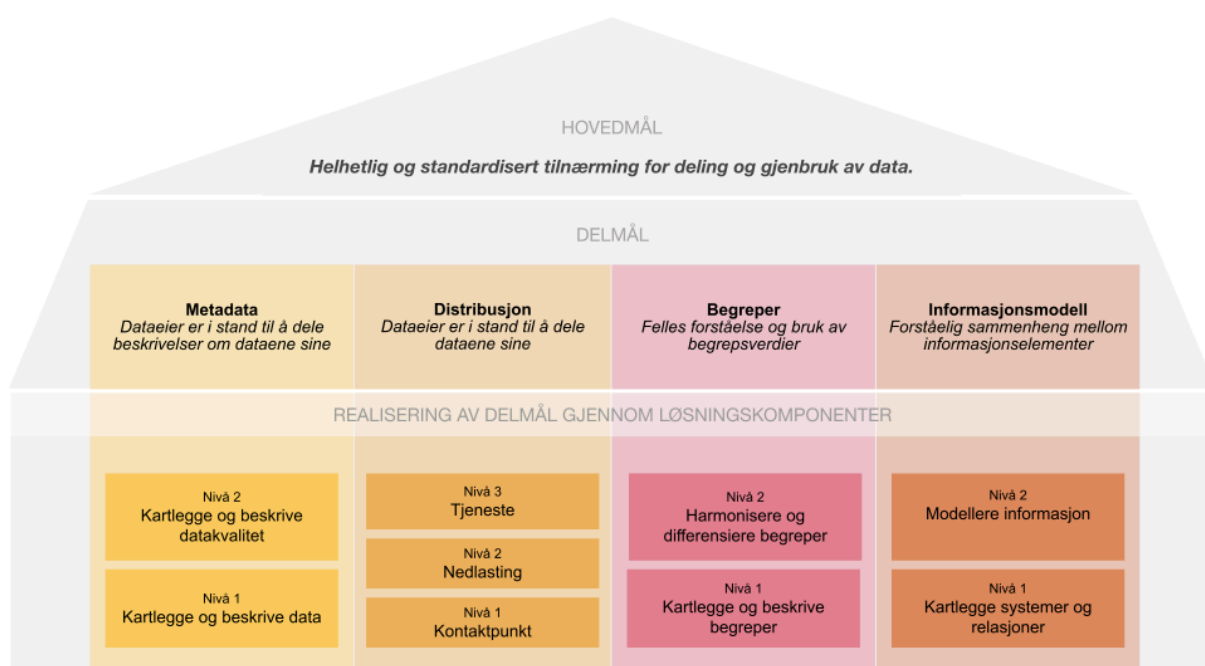 HOVEDMÅL
Helhetlig og standardisert tilnærming for deling og gjenbruk av data.
DELMÅL
Metadata
Dataeier er i stand til å dele
beskrivelser om dataene sine
Distribusjon
Dataeier er i stand til å dele
dataene sine
Begreper
Felles forståelse og bruk av
begrepsverdier
Informasjonsmodell
Forståelig sammenheng mellom
informasjonselementer
REALISERING AV DELMÅL GJENNOM LØSNINGSKOMPONENTER
Nivå 2
Kartlegge og beskrive
datakvalitet
Nivå 1
Kartlegge og beskrive data
Nivå 3
Tjeneste
Nivå 2
Nedlasting
Nivå 1
Kontaktpunkt
Nivå 2
Harmonisere og
differensiere begreper
Nivå 1
Kartlegge og beskrive
begreper
Nivå 2
Modellere informasjon
Nivå 1
Kartlegge systemer og
relasjoner